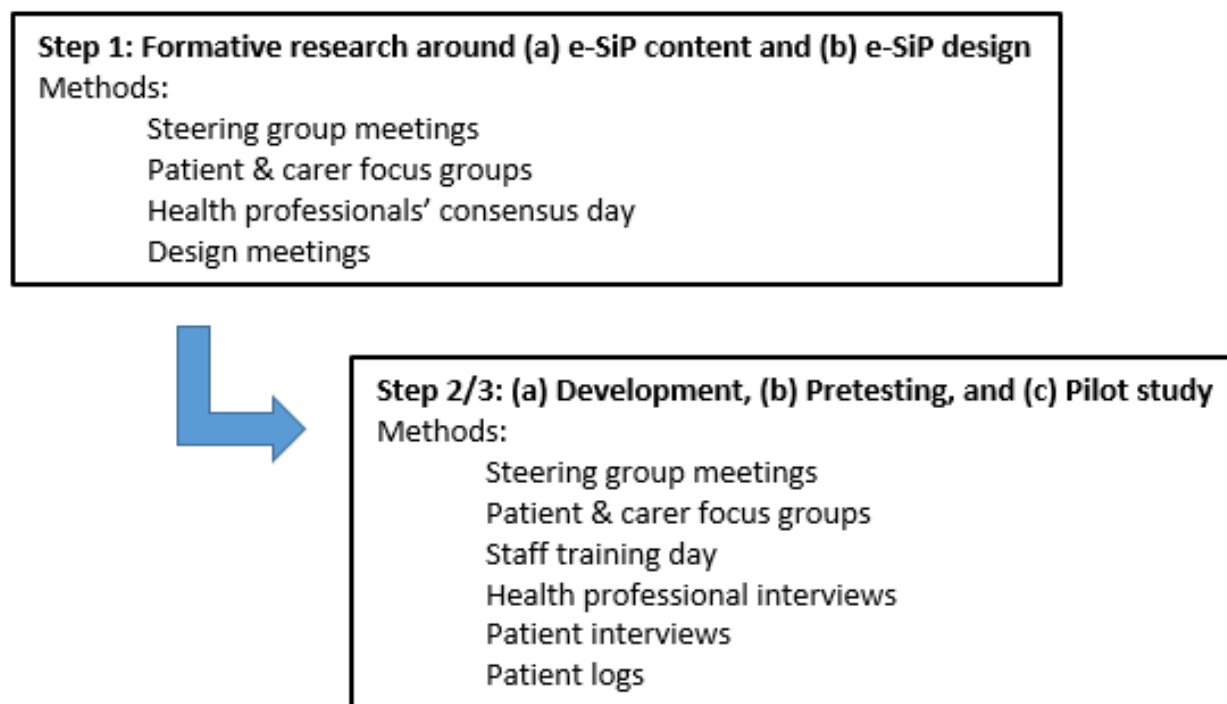 Step 1: Formative research around (a) e-SiP content and (b) e-SiP design
Methods:
Steering group meetings
Patient & carer focus groups
Health professionals’ consensus day
Design meetings
Step 2/3: (a) Development, (b) Pretesting, and (c) Pilot study
Methods:
Steering group meetings
Patient & carer focus groups
Staff training day
Health professional interviews
Patient interviews
Patient logs